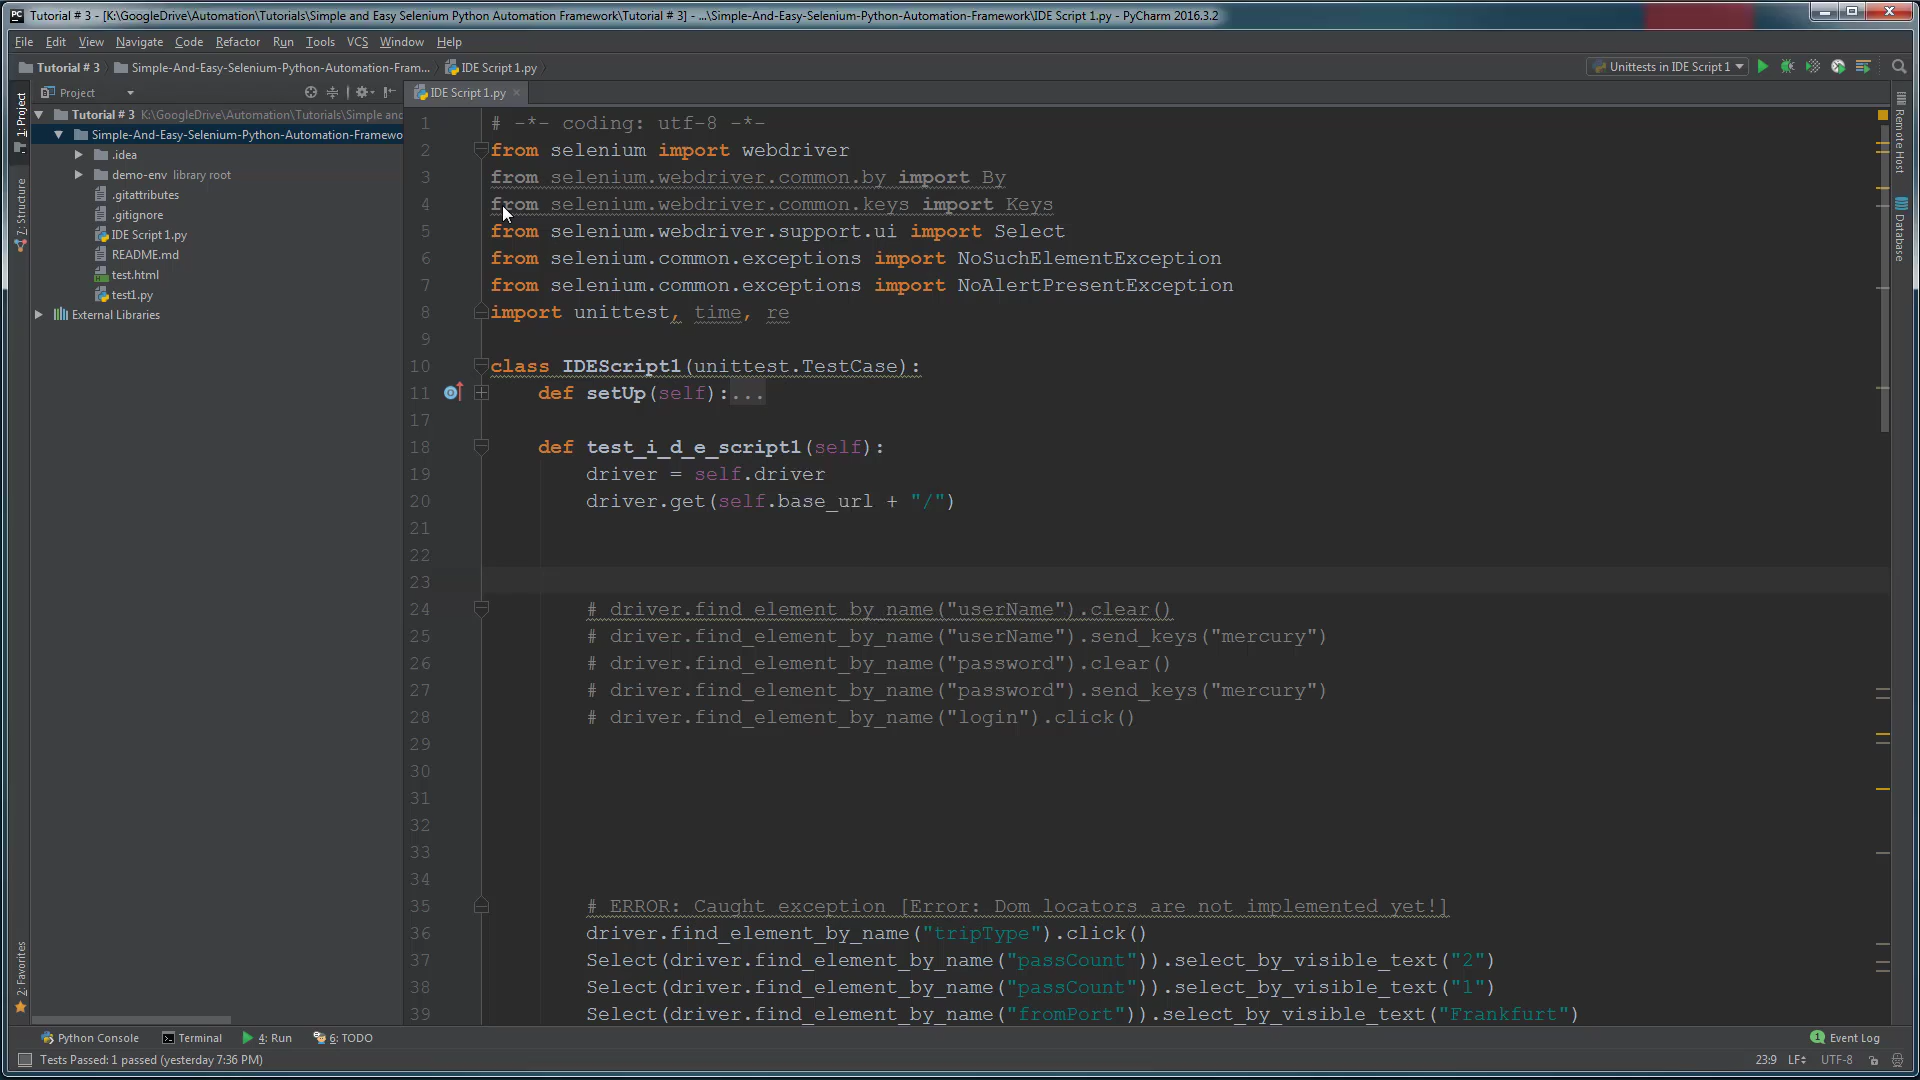 Tutorial # 3 - [K:\GoogleDrive\Automation\Tutorials\Simple and Easy Selenium Python Automation Framework\Tutorial # 3] - ...\Simple-And-Easy-Selenium-Python-Automation-Framework\IDE Script 1.py - PyCharm 2016.3.2
File Edit View Navigate Code Refactor Run Tools VCS Window Help
Tutorial # 3 Simple-And-Easy-Selenium-Python-Automation-Fram... IDE Script 1.py
Unittests in IDE Script 1
Project
IDE Script 1.py
1: Project
7: Structure
2: Favorites
Tutorial # 3 K:\GoogleDrive\Automation\Tutorials\Simple and
Simple-And-Easy-Selenium-Python-Automation-Framewo
.idea
demo-env library root
.gitattributes
.gitignore
IDE Script 1.py
README.md
test.html
test1.py
External Libraries
1 # -*- coding: utf-8 -*-
2 from selenium import webdriver
3 from selenium.webdriver.common.by import By
4 from selenium.webdriver.common.keys import Keys
5 from selenium.webdriver.support.ui import Select
6 from selenium.common.exceptions import NoSuchElementException
7 from selenium.common.exceptions import NoAlertPresentException
8 import unittest, time, re
9
10 class IDEScript1(unittest.TestCase):
11 def setUp(self):...
17
18 def test_i_d_e_script1(self):
19 driver = self.driver
20 driver.get(self.base_url + "/")
21
22
23
24 # driver.find_element_by_name("userName").clear()
25 # driver.find_element_by_name("userName").send_keys("mercury")
26 # driver.find_element_by_name("password").clear()
27 # driver.find_element_by_name("password").send_keys("mercury")
28 # driver.find_element_by_name("login").click()
29
30
31
32
33
34
35 # ERROR: Caught exception [Error: Dom locators are not implemented yet!]
36 driver.find_element_by_name("tripType").click()
37 Select(driver.find_element_by_name("passCount")).select_by_visible_text("2")
38 Select(driver.find_element_by_name("passCount")).select_by_visible_text("1")
39 Select(driver.find_element_by_name("fromPort")).select_by_visible_text("Frankfurt")
Remote Host
Database
Python Console Terminal 4: Run 6: TODO
1 Event Log
Tests Passed: 1 passed (yesterday 7:36 PM)
23:9 LF UTF-8